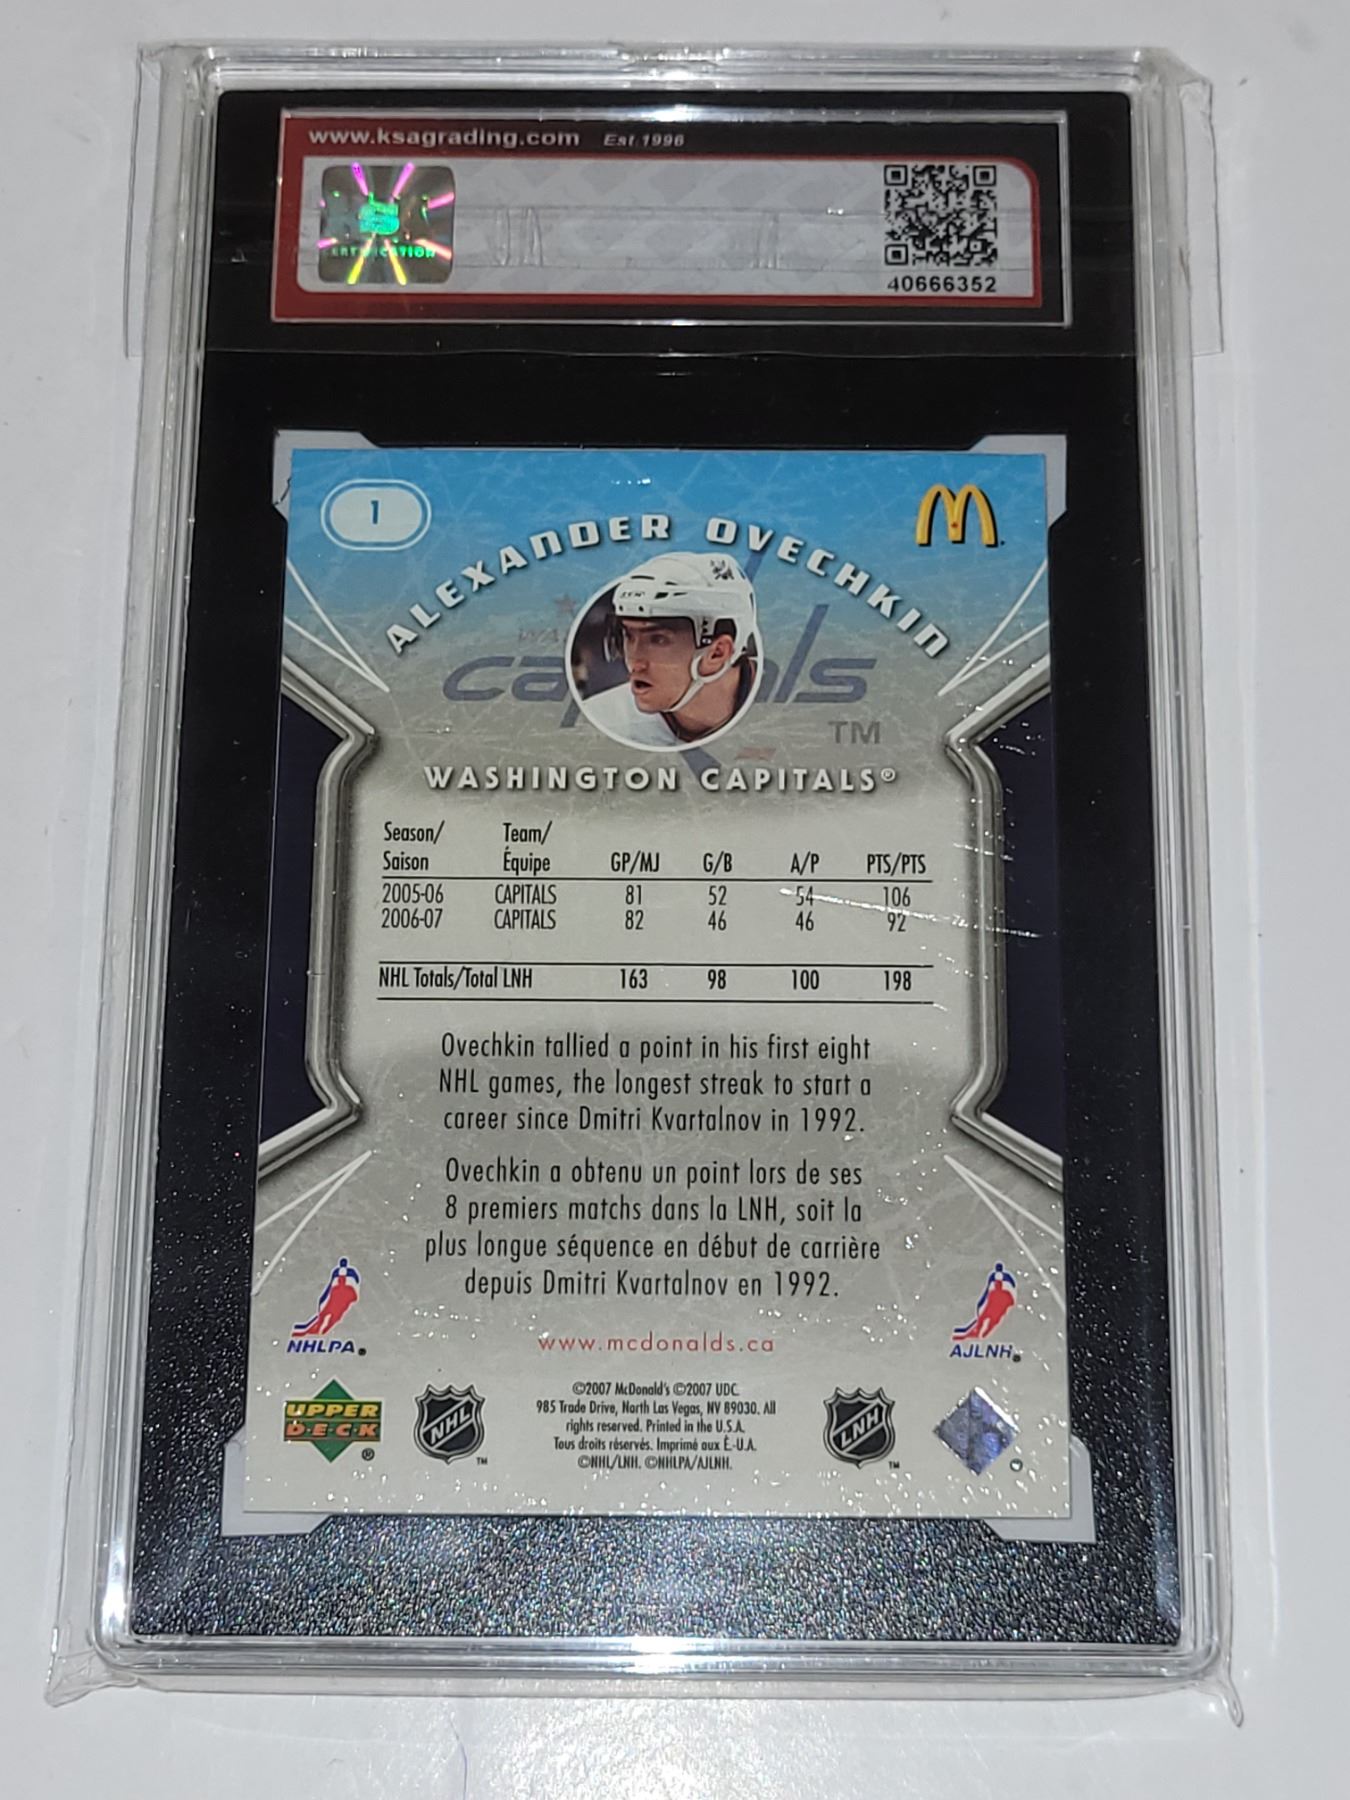 www.ksagrading.com Est 1996
40666352
1
ALEXANDER OVECHKIN
capitals
TM
WASHINGTON CAPITALS®
Season/ Team/
Saison Équipe GP/MJ G/B A/P PTS/PTS
2005-06 CAPITALS 81 52 54 106
2006-07 CAPITALS 82 46 46 92
NHL Totals/Total LNH 163 98 100 198
Ovechkin tallied a point in his first eight
NHL games, the longest streak to start a
career since Dmitri Kvartalnov in 1992.
Ovechkin a obtenu un point lors de ses
8 premiers matchs dans la LNH, soit la
plus longue séquence en début de carrière
depuis Dmitri Kvartalnov en 1992.
NHLPA®
www.mcdonalds.ca
AJLNH®
UPPER
D·E·C·K
®
NHL
TM
©2007 McDonald's ©2007 UDC.
985 Trade Drive, North Las Vegas, NV 89030. All
rights reserved. Printed in the U.S.A.
Tous droits réservés. Imprimé aux É.-U.A.
©NHL/LNH. ©NHLPA/AJLNH.
LNH
TM